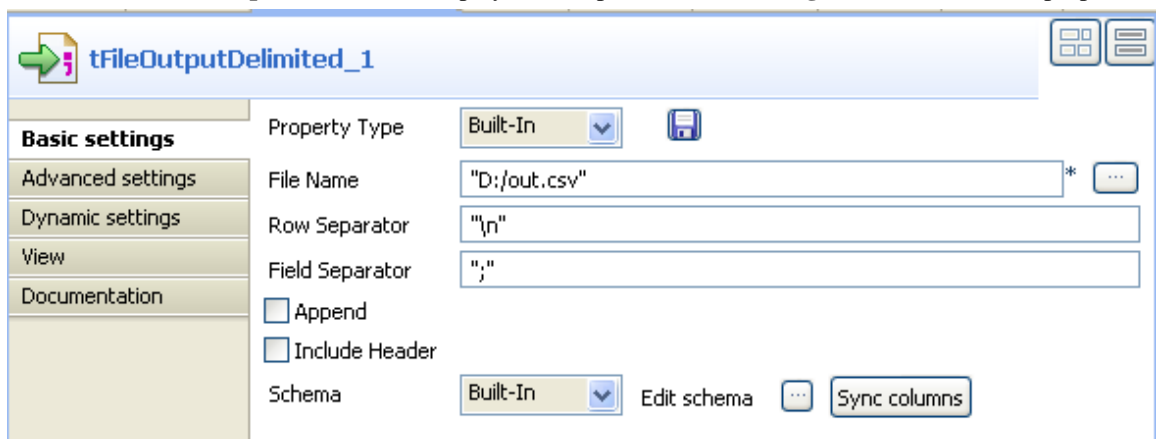 tFileOutputDelimited_1
Basic settings
Advanced settings
Dynamic settings
View
Documentation
Property Type Built-In
File Name "D:/out.csv" * ...
Row Separator "\n"
Field Separator ";"
Append
Include Header
Schema Built-In Edit schema ... Sync columns